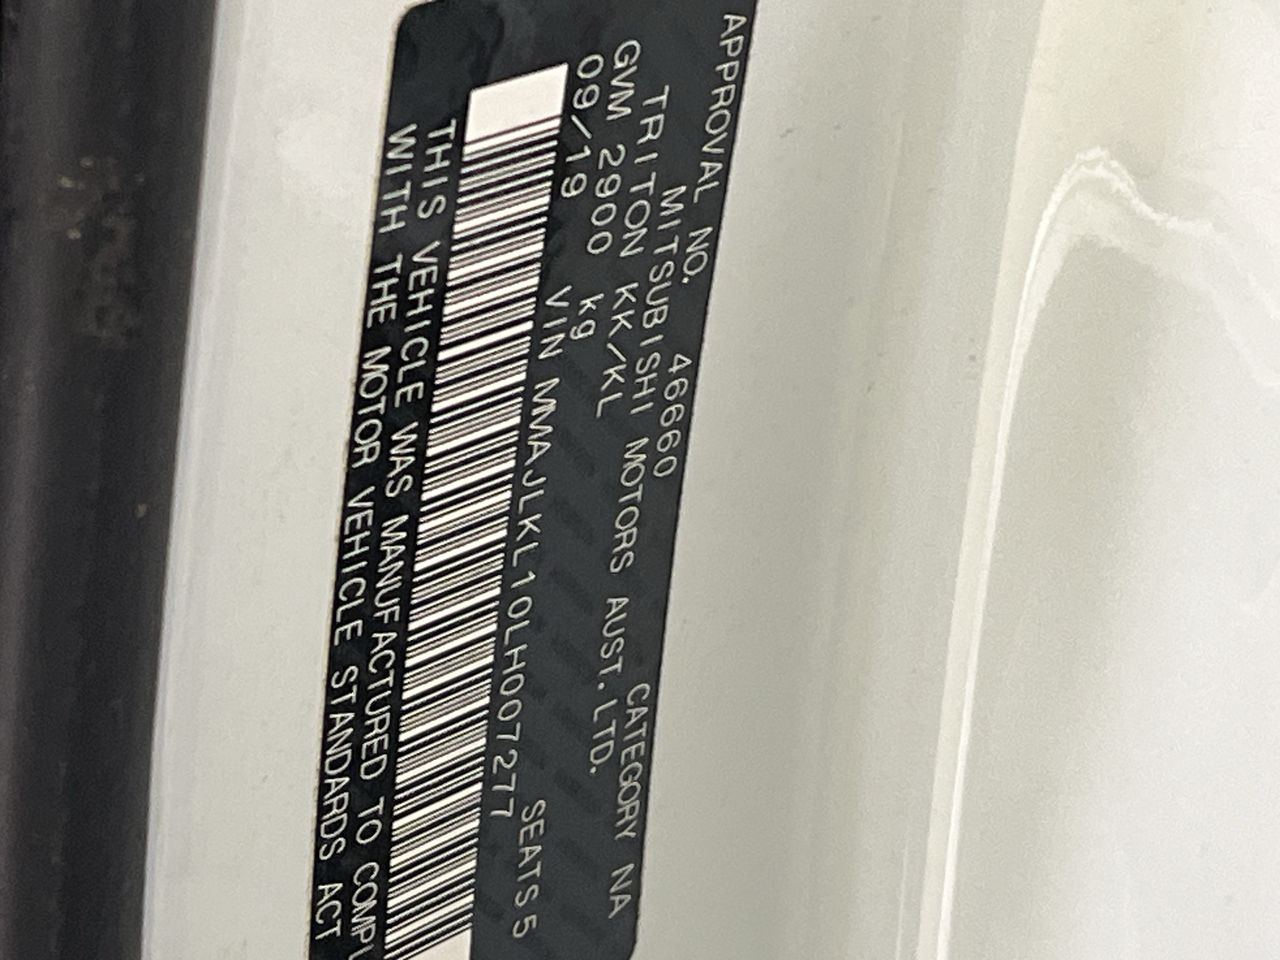 APPROVAL NO. 46660 CATEGORY NA
MITSUBISHI MOTORS AUST.LTD.
TRITON KK/KL
GVM 2900 kg SEATS 5
09/19 VIN MMAJLKL10LH007277
THIS VEHICLE WAS MANUFACTURED TO COMPL
WITH THE MOTOR VEHICLE STANDARDS ACT